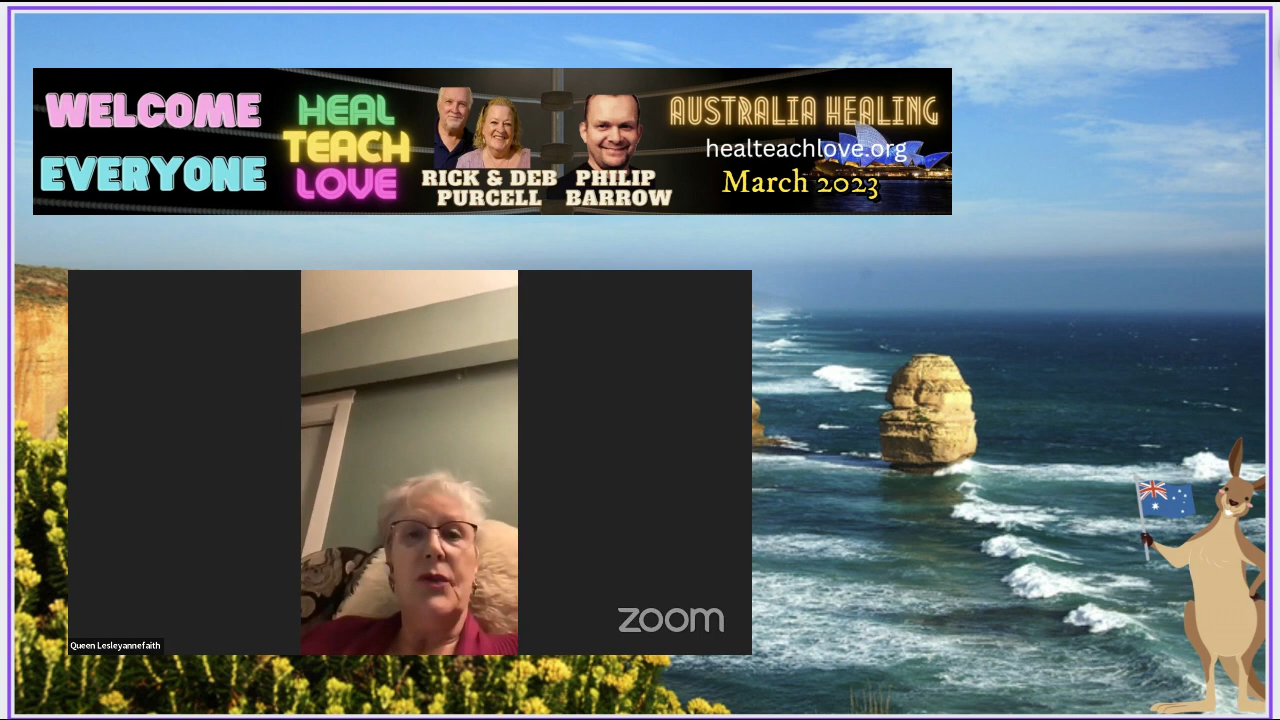 WELCOME
EVERYONE
HEAL
TEACH
LOVE
RICK & DEB
PURCELL
PHILIP
BARROW
AUSTRALIA HEALING
healteachlove.org
March 2023
zoom
Queen Lesleyannefaith